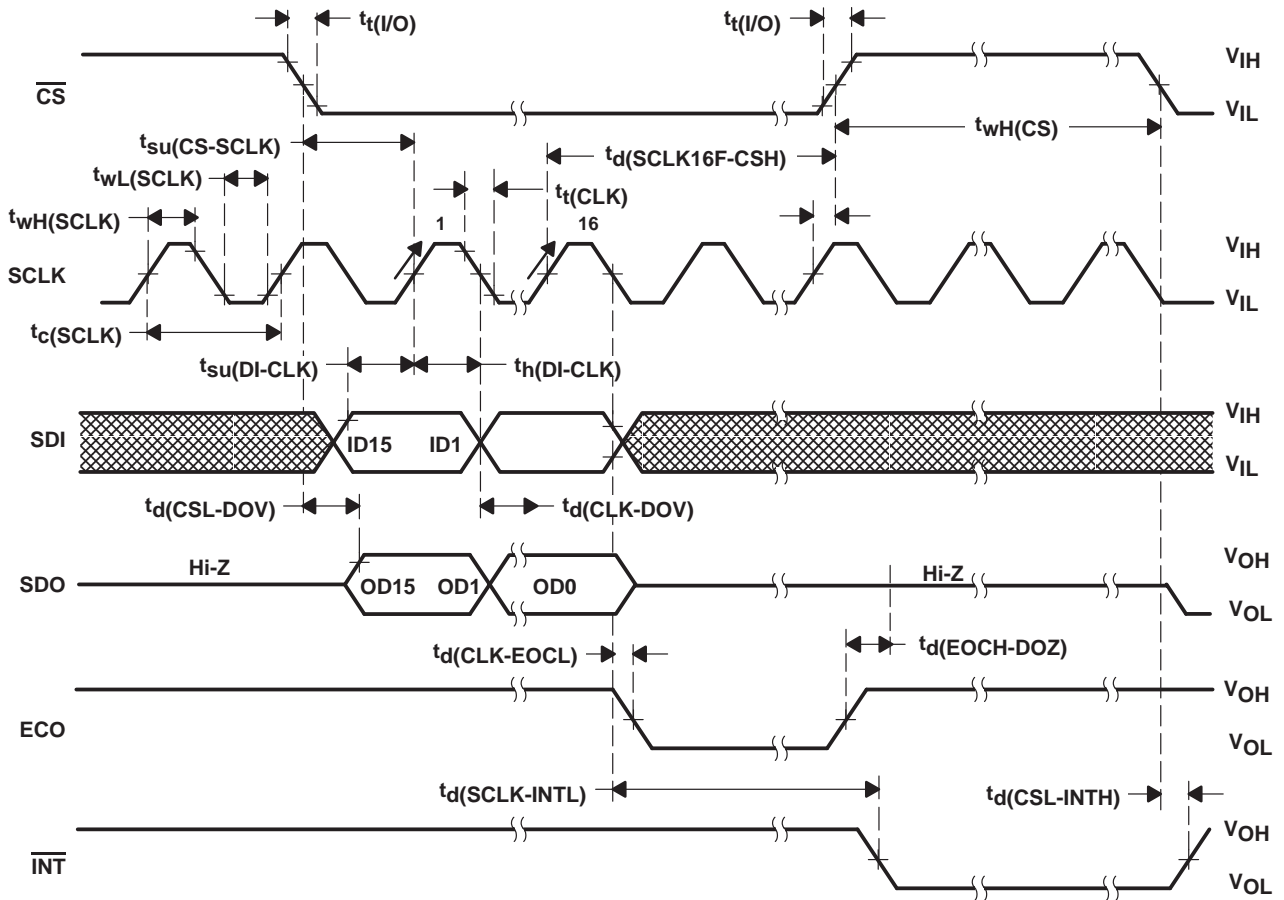 tt(I/O) tt(I/O)
VIH
CS
VIL
twH(CS)
tsu(CS-SCLK) td(SCLK16F-CSH)
twL(SCLK) tt(CLK)
twH(SCLK) 1 16
VIH
SCLK
VIL
tc(SCLK)
tsu(DI-CLK) th(DI-CLK)
VIH
SDI ID15 ID1
VIL
td(CSL-DOV) td(CLK-DOV)
VOH
Hi-Z Hi-Z
SDO OD15 OD1 OD0
VOL
td(CLK-EOCL) td(EOCH-DOZ)
VOH
ECO
VOL
td(SCLK-INTL) td(CSL-INTH)
VOH
INT
VOL